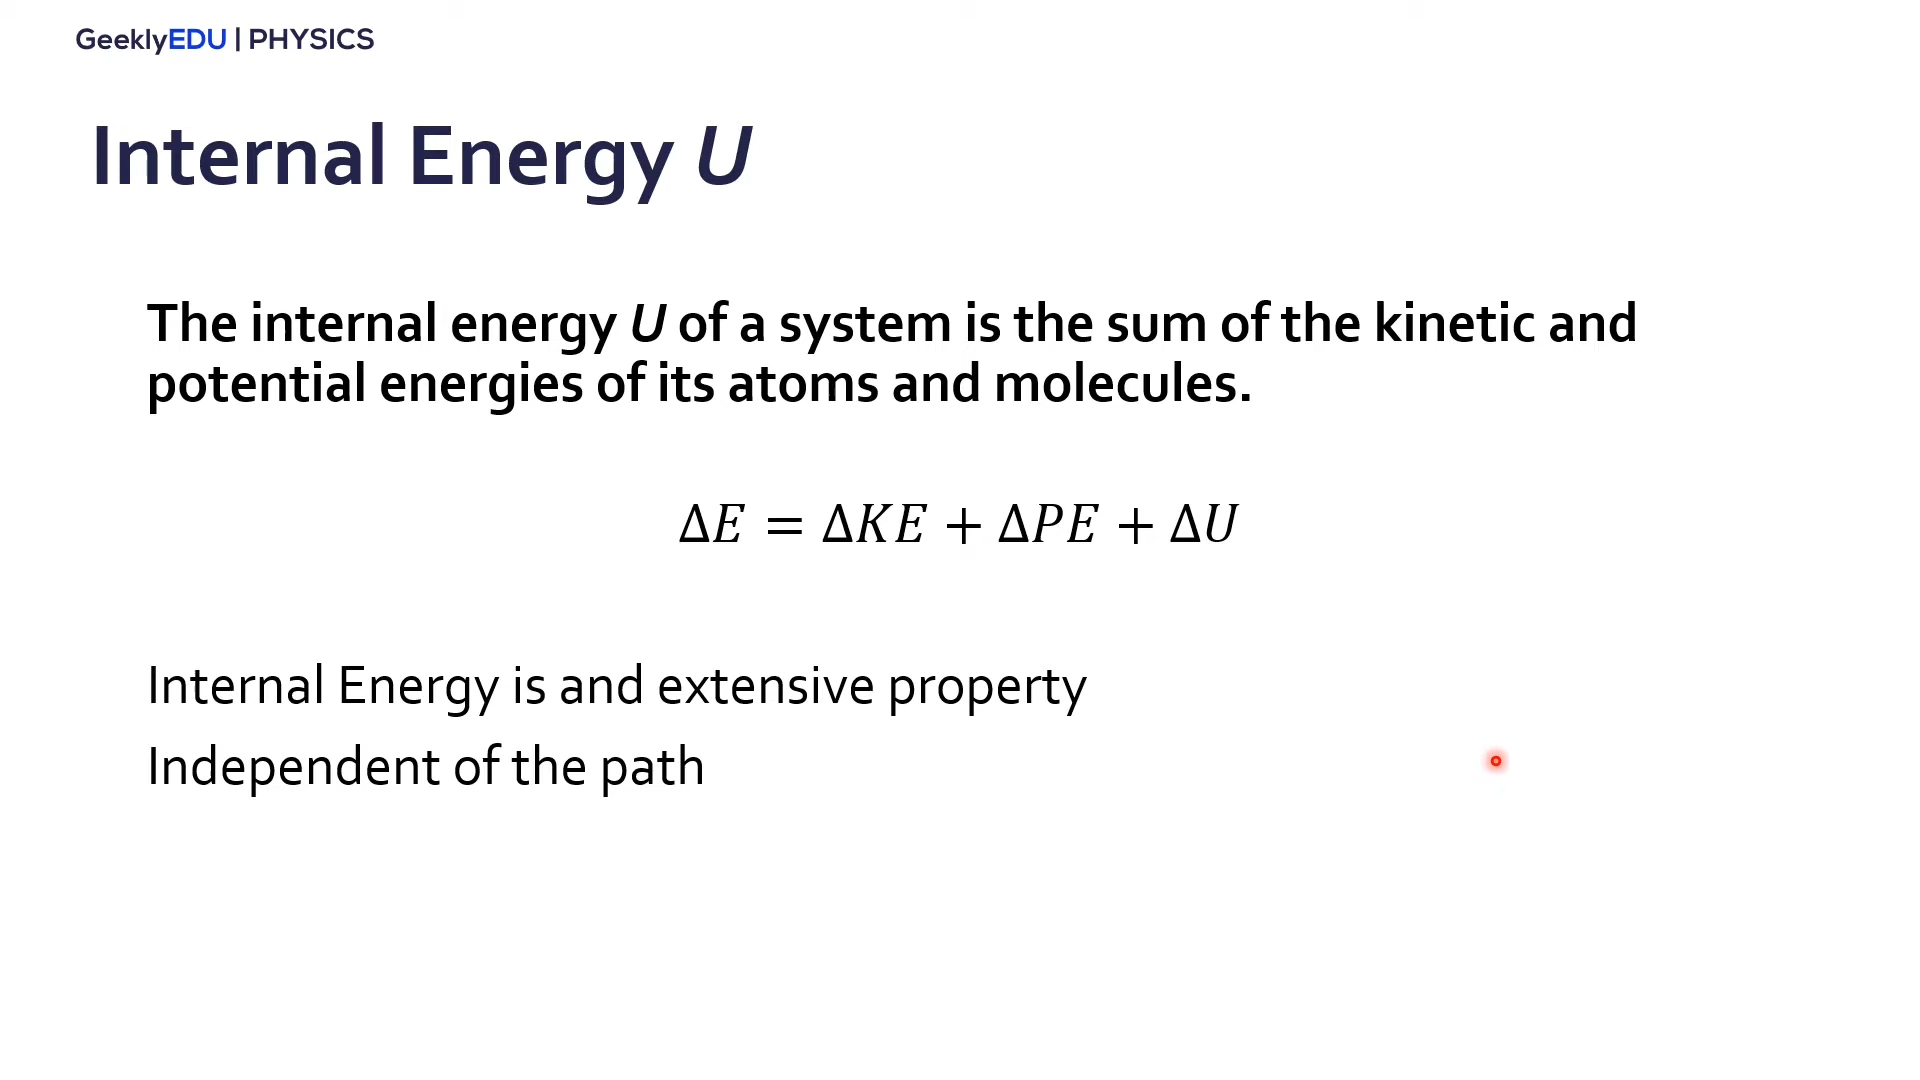 GeeklyEDU | PHYSICS
Internal Energy U
The internal energy U of a system is the sum of the kinetic and
potential energies of its atoms and molecules.
ΔE = ΔKE + ΔPE + ΔU
Internal Energy is and extensive property
Independent of the path